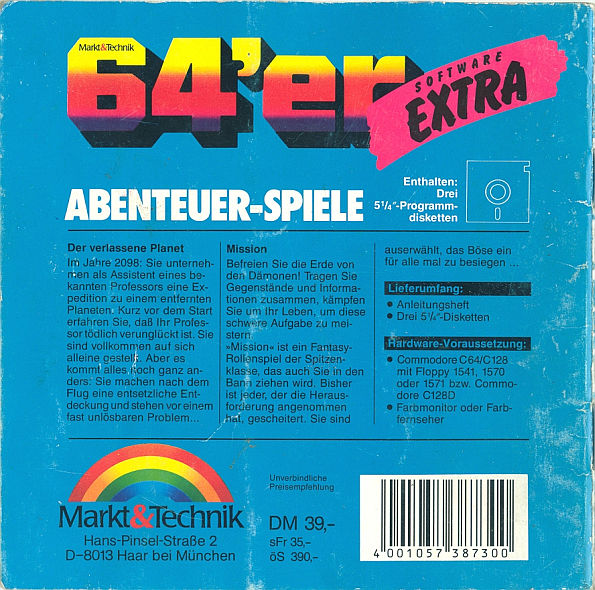 Markt&Technik
64'er
SOFTWARE
EXTRA
ABENTEUER-SPIELE
Enthalten:
Drei
5¼″-Programm-
disketten
Der verlassene Planet
Im Jahre 2098: Sie unterneh-
men als Assistent eines be-
kannten Professors eine Ex-
pedition zu einem entfernten
Planeten. Kurz vor dem Start
erfahren Sie, daß Ihr Profes-
sor tödlich verunglückt ist. Sie
sind vollkommen auf sich
alleine gestellt. Aber es
kommt alles noch ganz an-
ders: Sie machen nach dem
Flug eine entsetzliche Ent-
deckung und stehen vor einem
fast unlösbaren Problem...
Mission
Befreien Sie die Erde von
den Dämonen! Tragen Sie
Gegenstände und Informa-
tionen zusammen, kämpfen
Sie um Ihr Leben, um diese
schwere Aufgabe zu mei-
stern.
»Mission« ist ein Fantasy-
Rollenspiel der Spitzen-
klasse, das auch Sie in den
Bann ziehen wird. Bisher
ist jeder, der die Heraus-
forderung angenommen
hat, gescheitert. Sie sind
auserwählt, das Böse ein
für alle mal zu besiegen ...
Lieferumfang:
● Anleitungsheft
● Drei 5¼″-Disketten
Hardware-Voraussetzung:
● Commodore C64/C128
mit Floppy 1541, 1570
oder 1571 bzw. Commo-
dore C128D
● Farbmonitor oder Farb-
fernseher
Markt&Technik
Hans-Pinsel-Straße 2
D-8013 Haar bei München
Unverbindliche
Preisempfehlung
DM 39,-
sFr 35,-
öS 390,-
4 001057 387300